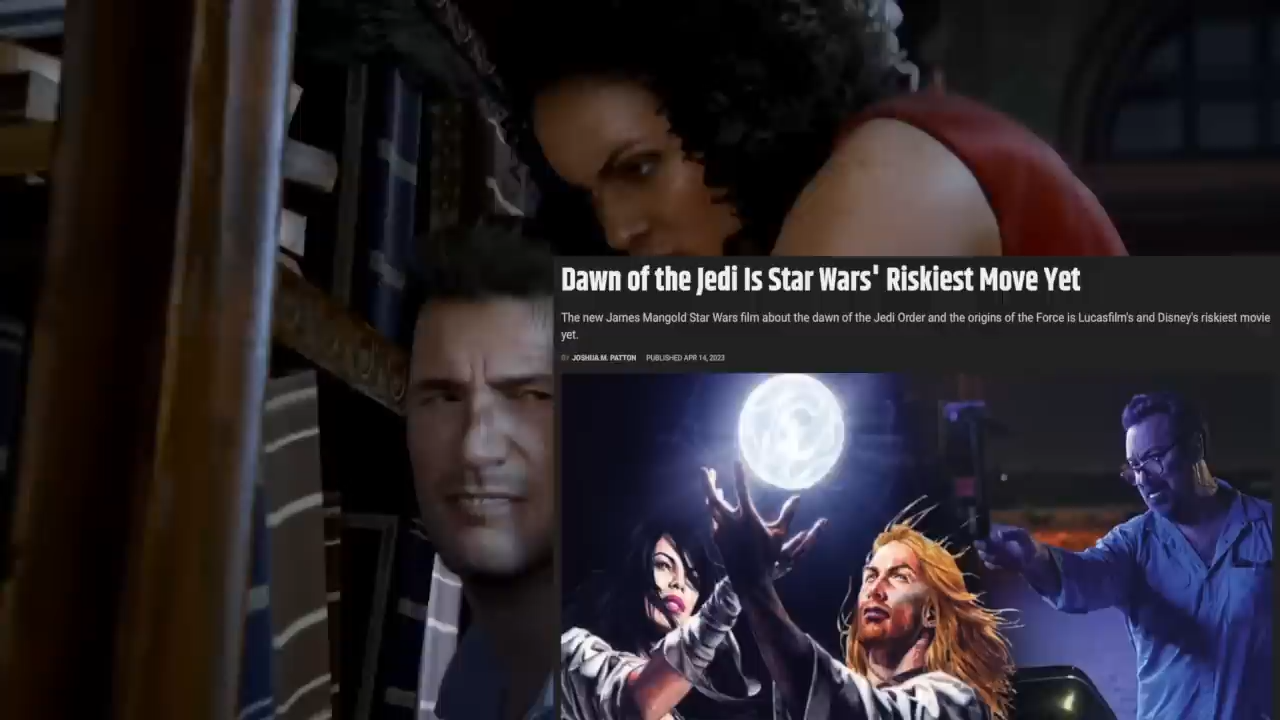 Dawn of the Jedi Is Star Wars' Riskiest Move Yet
The new James Mangold Star Wars film about the dawn of the Jedi Order and the origins of the Force is Lucasfilm's and Disney's riskiest movie
yet.
BY JOSHUA M. PATTON PUBLISHED APR 14, 2023